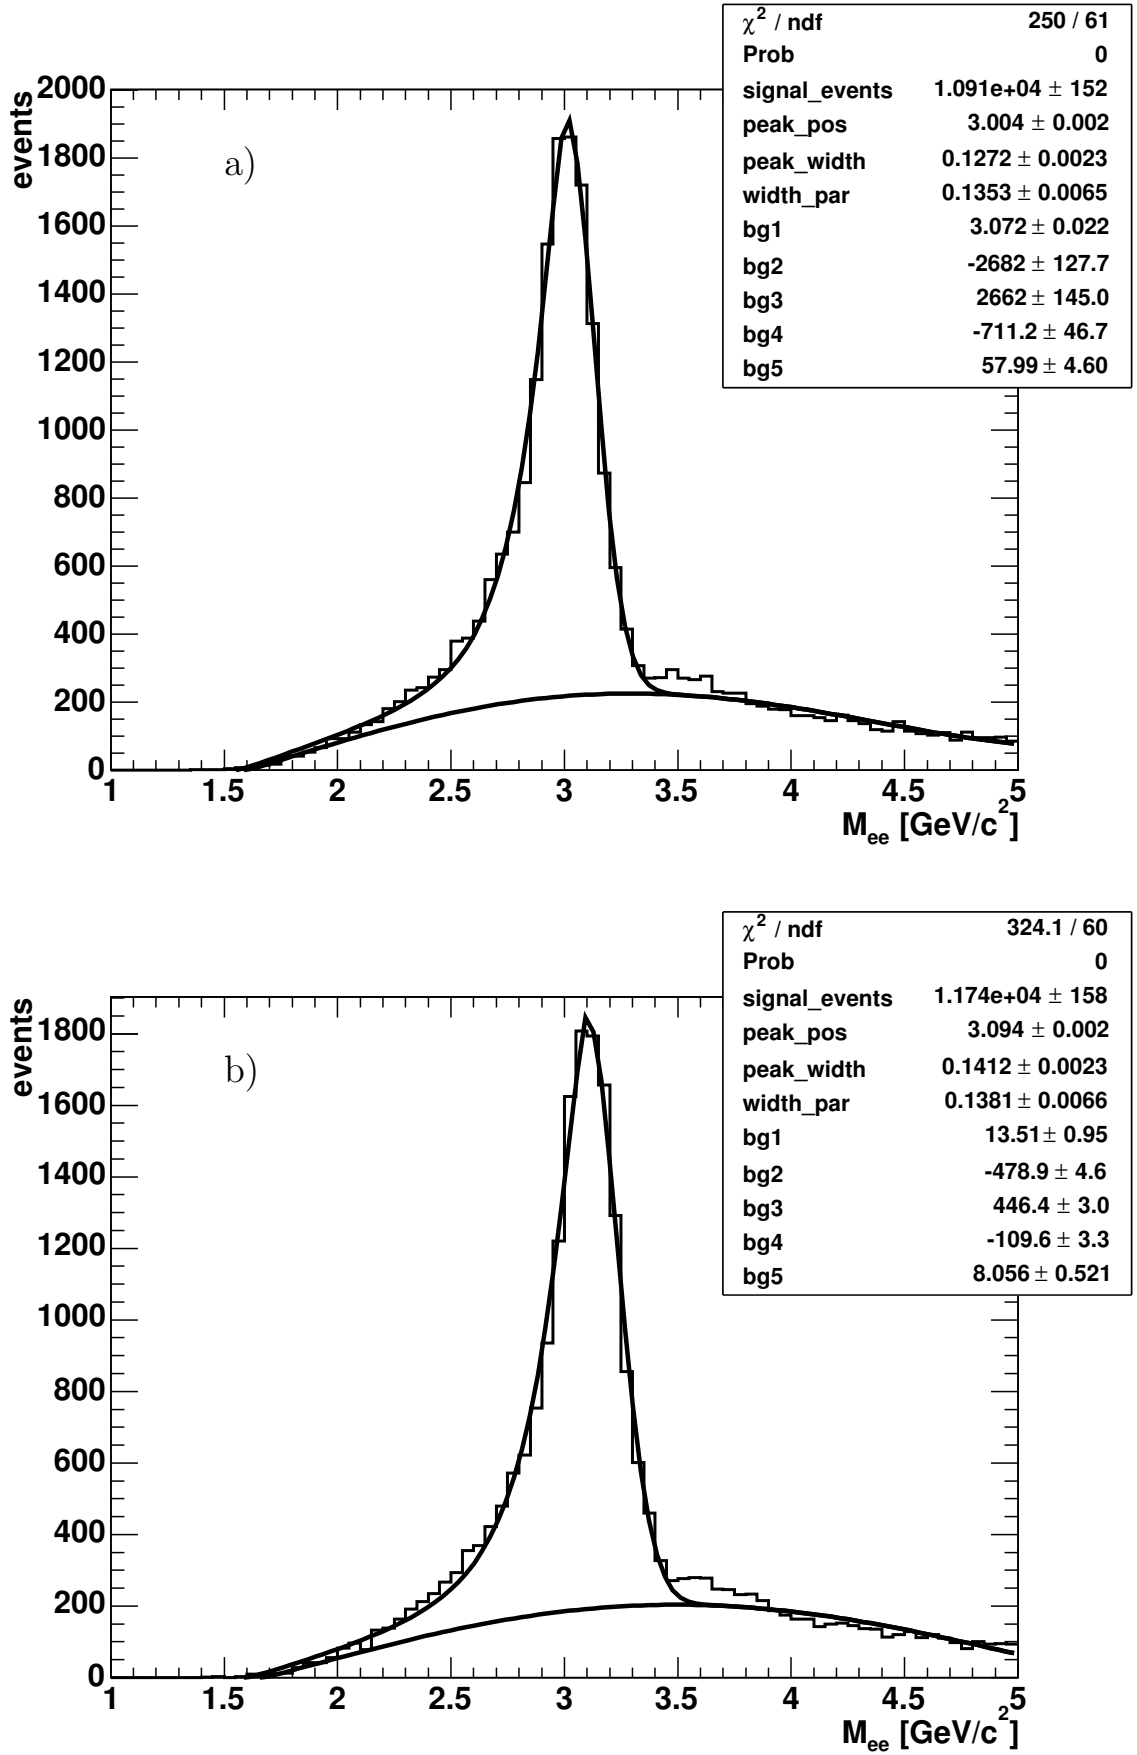 χ² / ndf 250 / 61
Prob 0
signal_events 1.091e+04 ± 152
peak_pos 3.004 ± 0.002
peak_width 0.1272 ± 0.0023
width_par 0.1353 ± 0.0065
bg1 3.072 ± 0.022
bg2 -2682 ± 127.7
bg3 2662 ± 145.0
bg4 -711.2 ± 46.7
bg5 57.99 ± 4.60
events
a)
2000
1800
1600
1400
1200
1000
800
600
400
200
0
1 1.5 2 2.5 3 3.5 4 4.5 5
M_ee [GeV/c²]
χ² / ndf 324.1 / 60
Prob 0
signal_events 1.174e+04 ± 158
peak_pos 3.094 ± 0.002
peak_width 0.1412 ± 0.0023
width_par 0.1381 ± 0.0066
bg1 13.51 ± 0.95
bg2 -478.9 ± 4.6
bg3 446.4 ± 3.0
bg4 -109.6 ± 3.3
bg5 8.056 ± 0.521
events
b)
1800
1600
1400
1200
1000
800
600
400
200
0
1 1.5 2 2.5 3 3.5 4 4.5 5
M_ee [GeV/c²]